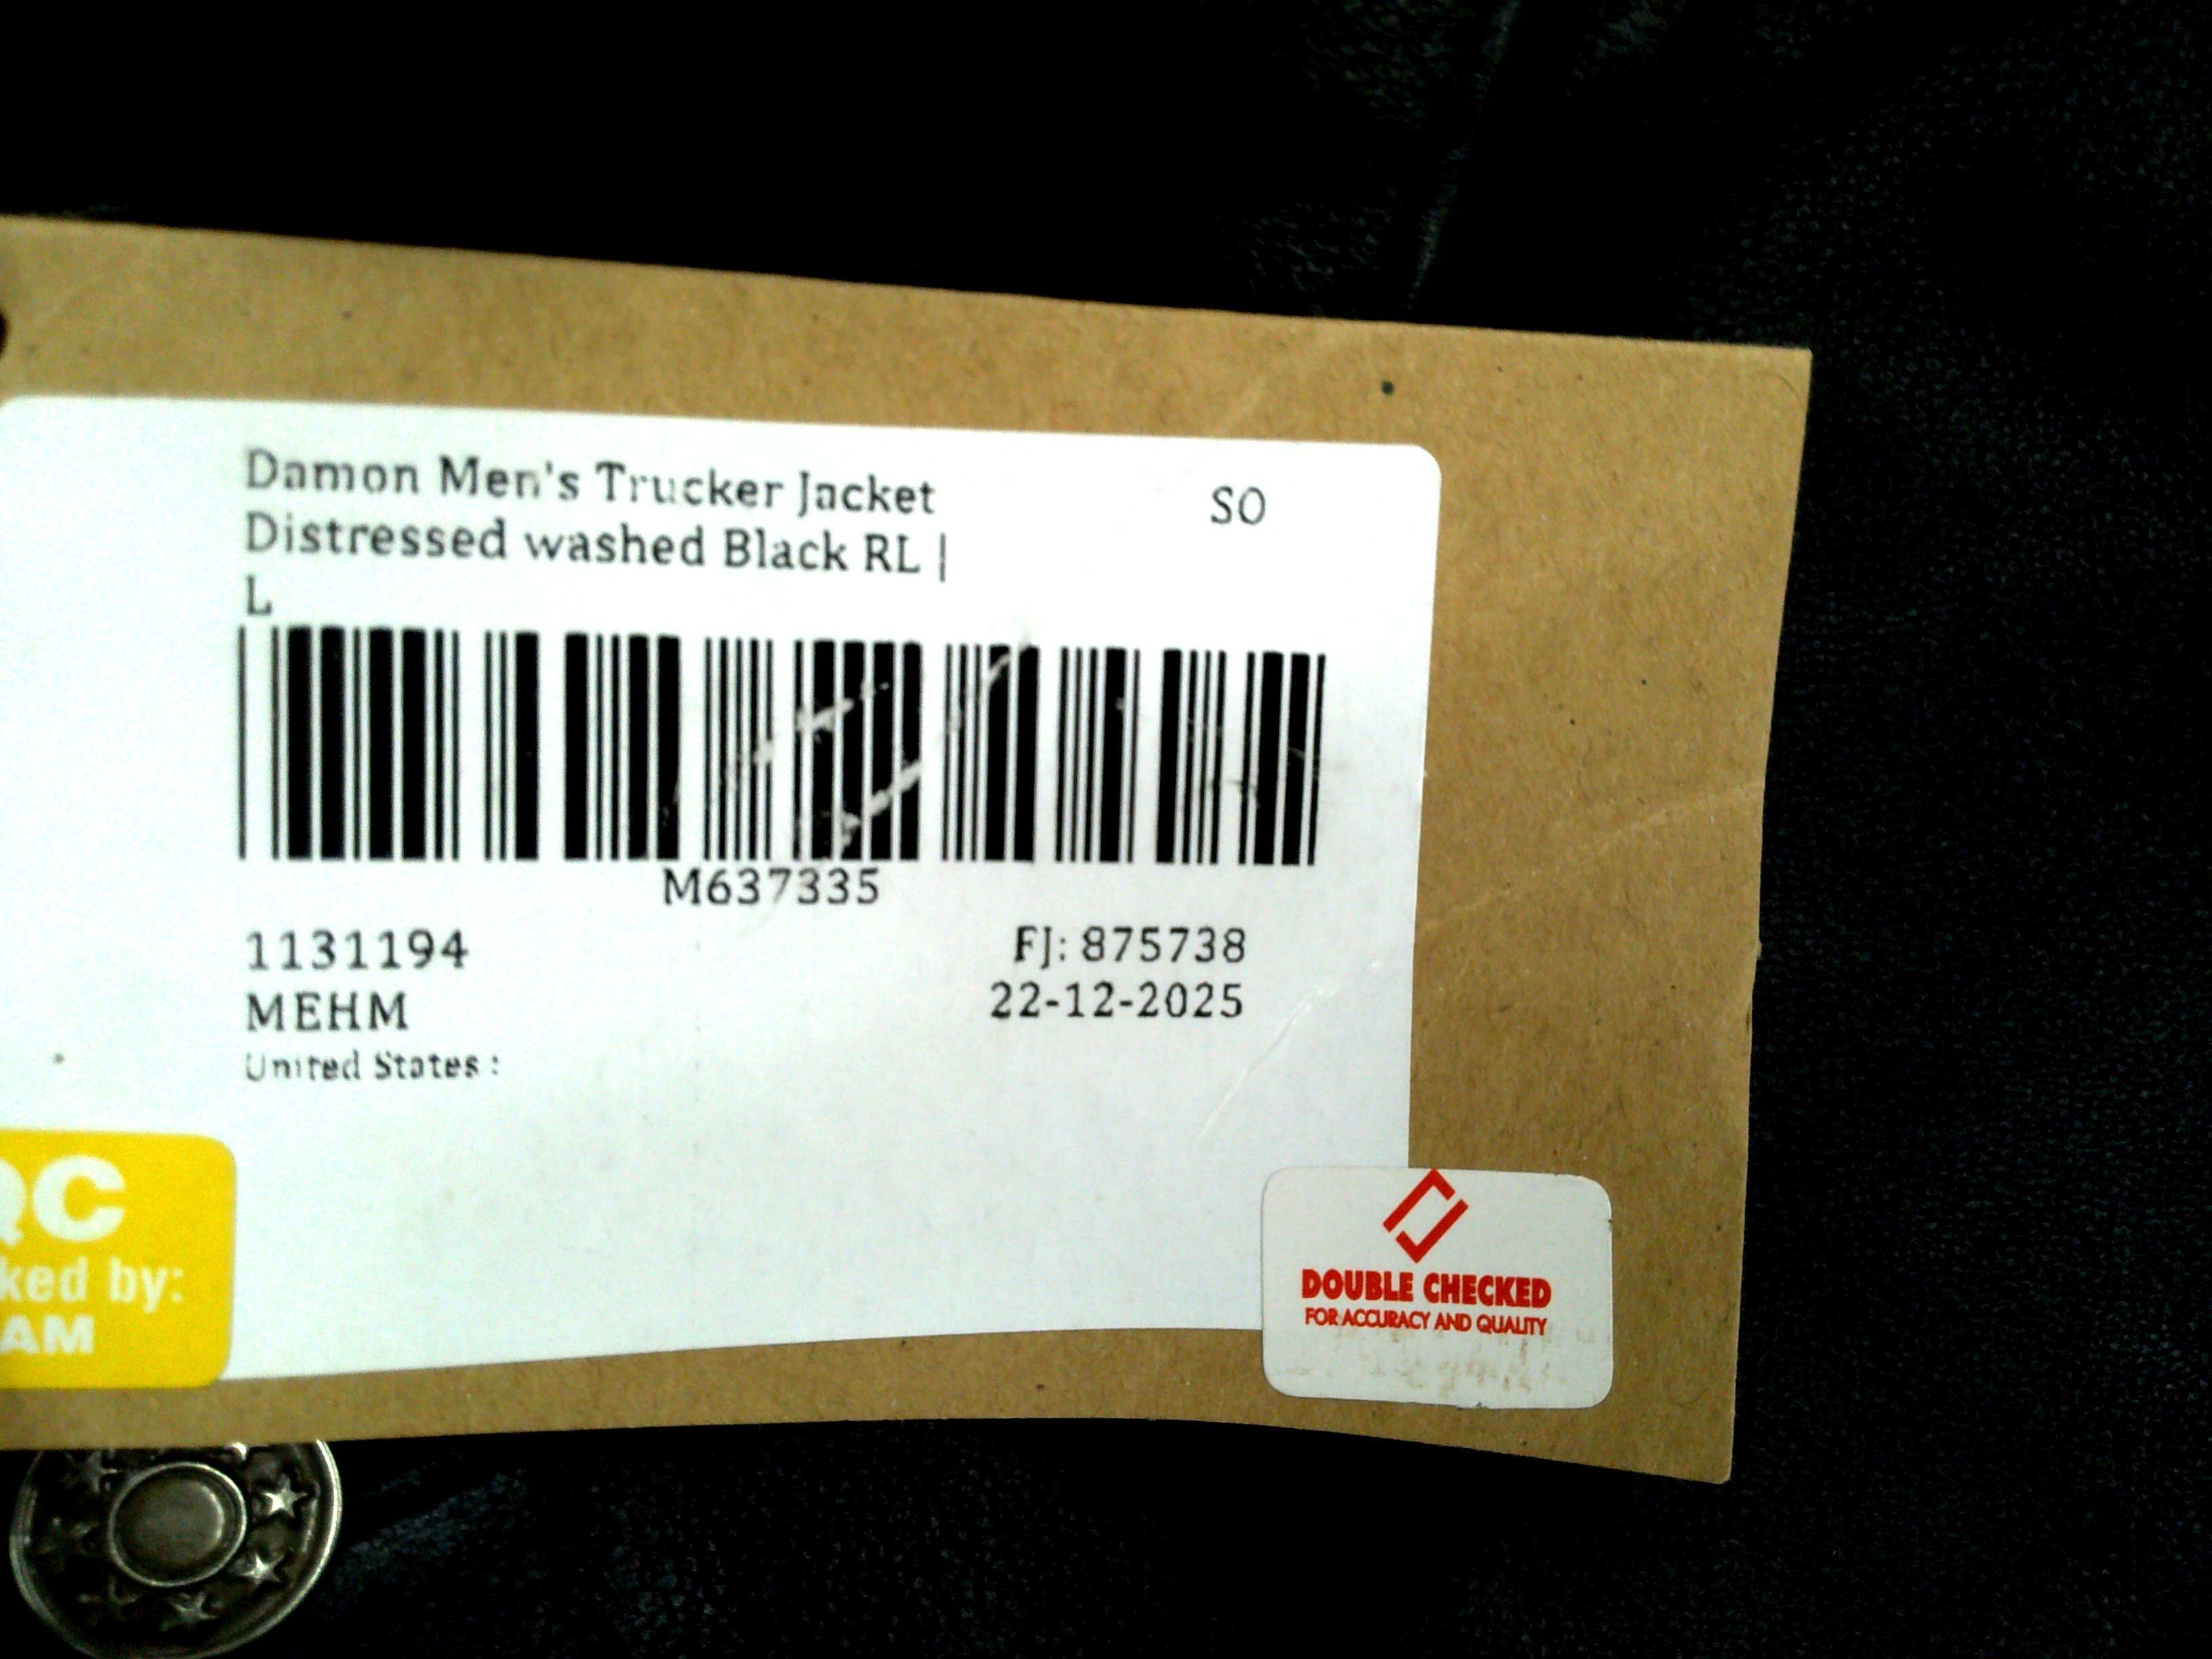 Damon Men's Trucker Jacket
SO
Distressed washed Black RL |
L
M637335
1131194
FJ: 875738
MEHM
22-12-2025
United States :
QC
ked by:
AM
DOUBLE CHECKED
FOR ACCURACY AND QUALITY